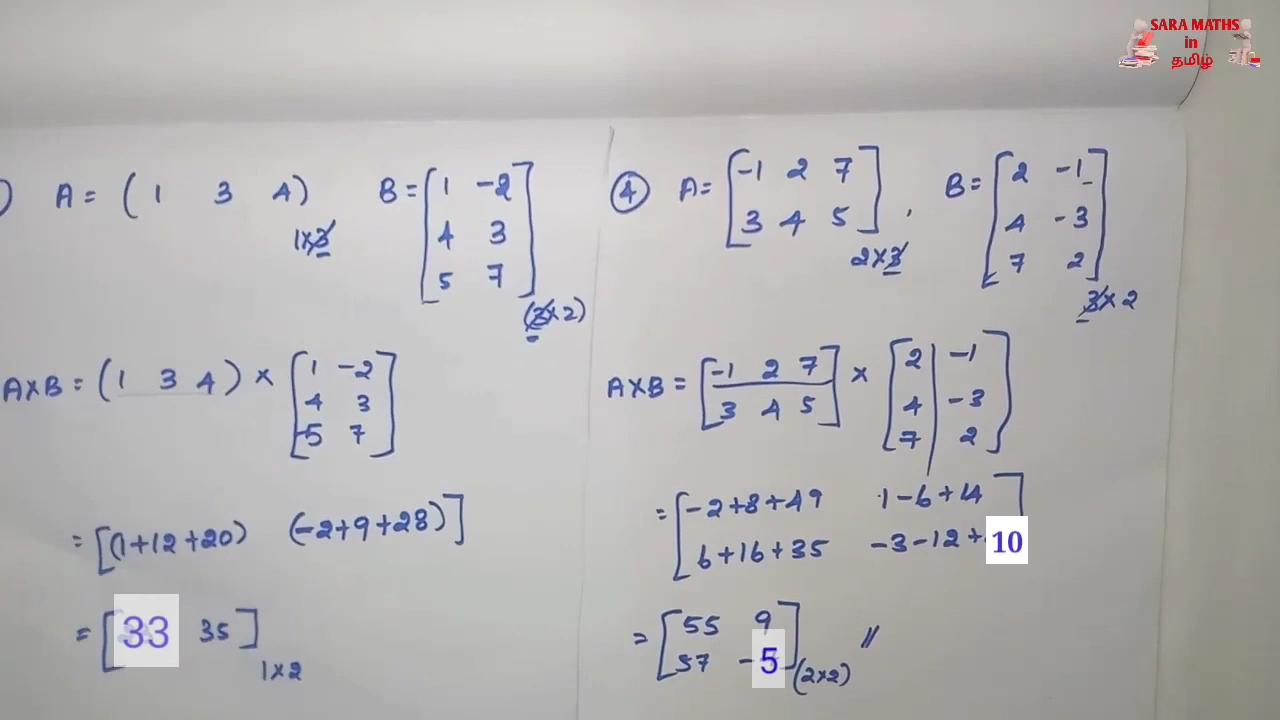 SARA MATHS
in
தமிழ்
) A = ( 1 3 4) 1×3 B = [ 1 -2
4 3
5 7 ] (3×2)
A×B = (1 3 4) × [ 1 -2
4 3
5 7 ]
= [(1+12+20) (-2+9+28)]
= [ 33 35 ] 1×2
④ A = [ -1 2 7
3 4 5 ] 2×3 , B = [ 2 -1
4 -3
7 2 ] 3×2
A×B = [ -1 2 7
3 4 5 ] × [ 2 -1
4 -3
7 2 ]
= [ -2+8+49 1-6+14
6+16+35 -3-12+10 ]
= [ 55 9
57 -5 ] (2×2) //